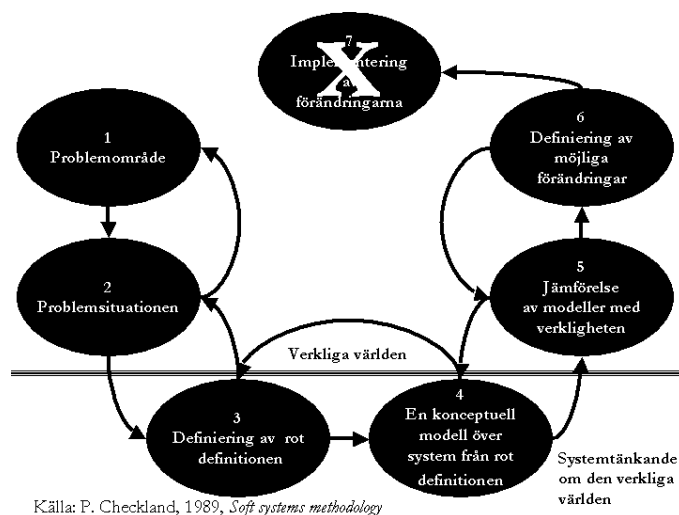 7
Implementering
av
förändringarna
X
1
Problemområde
6
Definiering av
möjliga
förändringar
2
Problemsituationen
5
Jämförelse
av modeller med
verkligheten
Verkliga världen
3
Definiering av rot
definitionen
4
En konceptuell
modell över
system från rot
definitionen
Systemtänkande
om den verkliga
världen
Källa: P. Checkland, 1989, Soft systems methodology